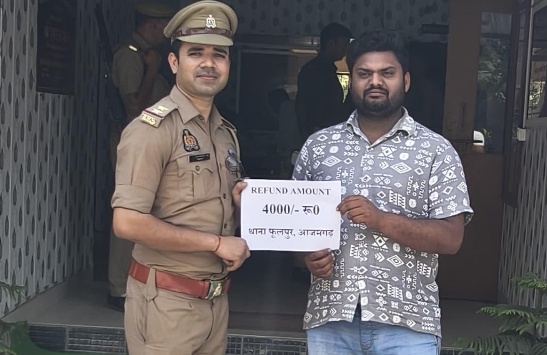 REFUND AMOUNT
4000/- रू0
थाना फूलपुर, आजमगढ़